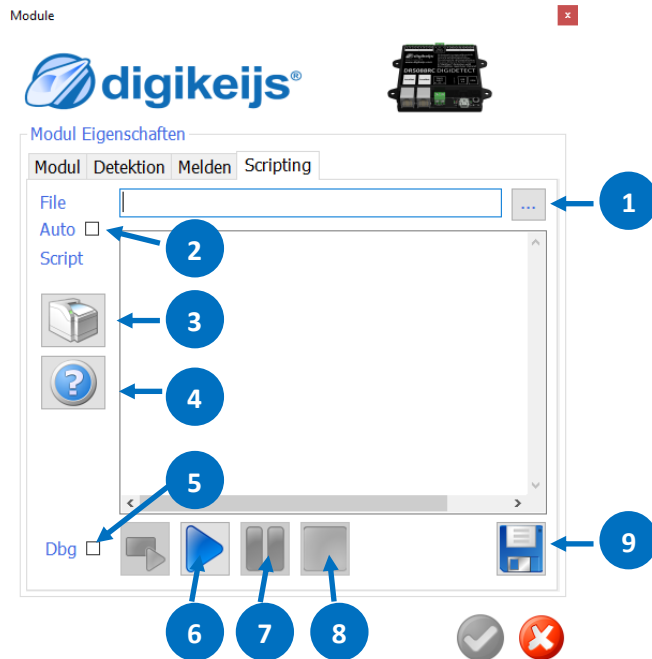 Module
x
digikeijs®
DR5088RC DIGIDETECT
Modul Eigenschaften
Modul Detektion Melden Scripting
File
...
1
Auto
2
Script
3
?
4
5
Dbg
9
6 7 8